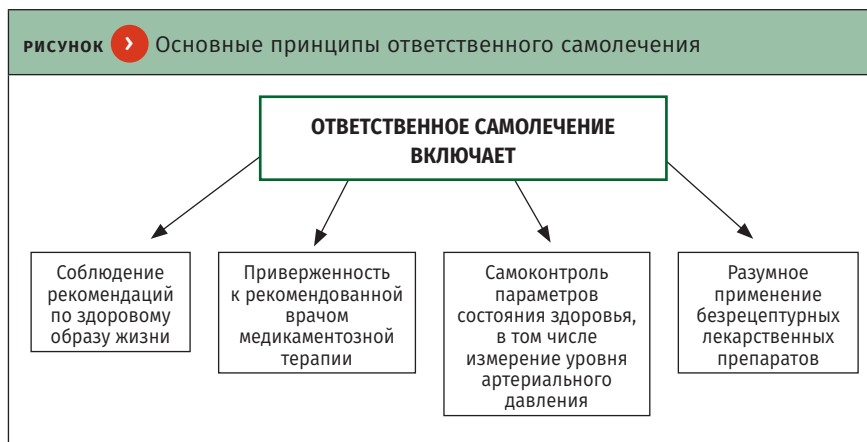 РИСУНОК Основные принципы ответственного самолечения
ОТВЕТСТВЕННОЕ САМОЛЕЧЕНИЕ
ВКЛЮЧАЕТ
Соблюдение
рекомендаций
по здоровому
образу жизни
Приверженность
к рекомендованной
врачом
медикаментозной
терапии
Самоконтроль
параметров
состояния здоровья,
в том числе
измерение уровня
артериального
давления
Разумное
применение
безрецептурных
лекарственных
препаратов